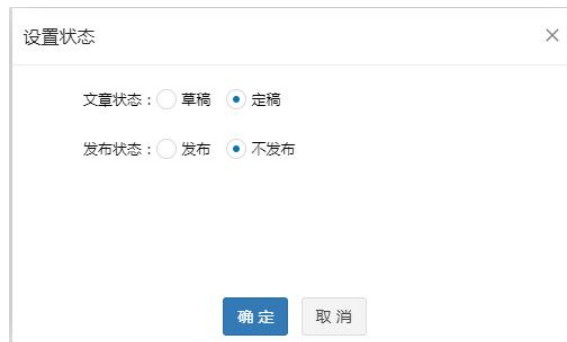 设置状态
文章状态：草稿 定稿
发布状态：发布 不发布
确定 取消